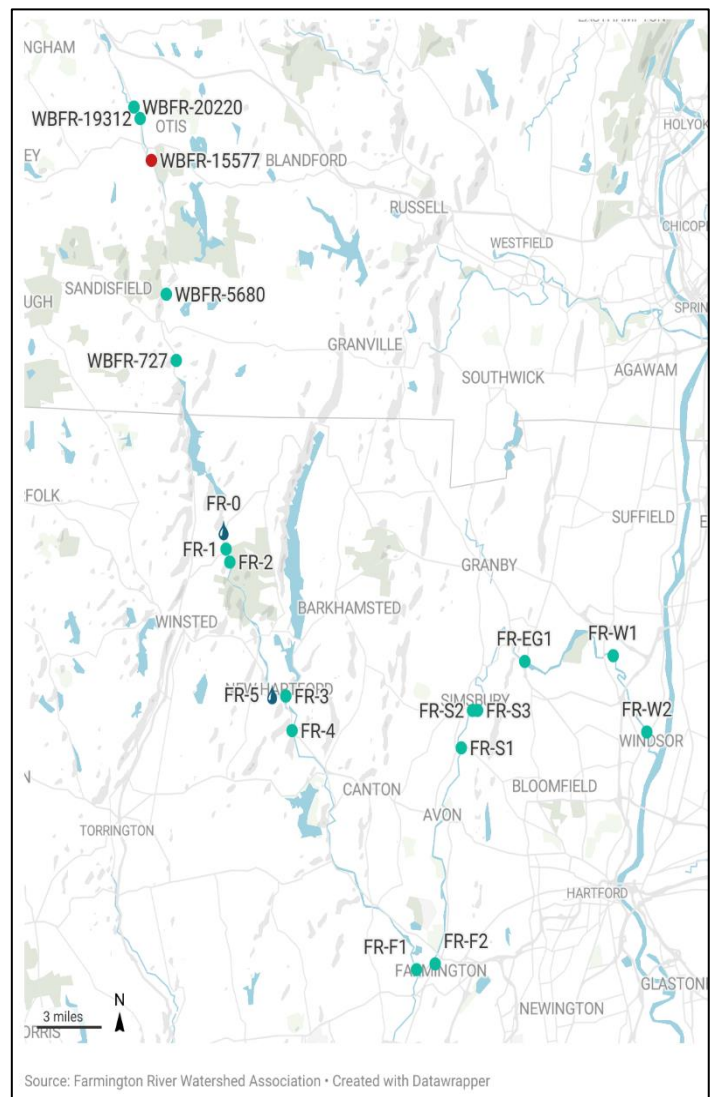 EASTHAMPTON
INGHAM
WBFR-20220
WBFR-19312
OTIS
HOLYOK
EY
WBFR-15577
BLANDFORD
RUSSELL
CHICOP
WESTFIELD
SANDISFIELD
WBFR-5680
UGH
SPRIN
GRANVILLE
WBFR-727
AGAWAM
SOUTHWICK
FR-0
RFOLK
SUFFIELD
E
FR-1
FR-2
GRANBY
BARKHAMSTED
WINSTED
FR-EG1
FR-W1
NEW HARTFORD
FR-5
FR-3
SIMSBURY
FR-S2
FR-S3
FR-W2
FR-4
WINDSOR
FR-S1
N
CANTON
BLOOMFIELD
AVON
TORRINGTON
HARTFORD
FR-F1
FR-F2
FARMINGTON
GLASTON
N
NEWINGTON
3 miles
ORRIS
Source: Farmington River Watershed Association • Created with Datawrapper